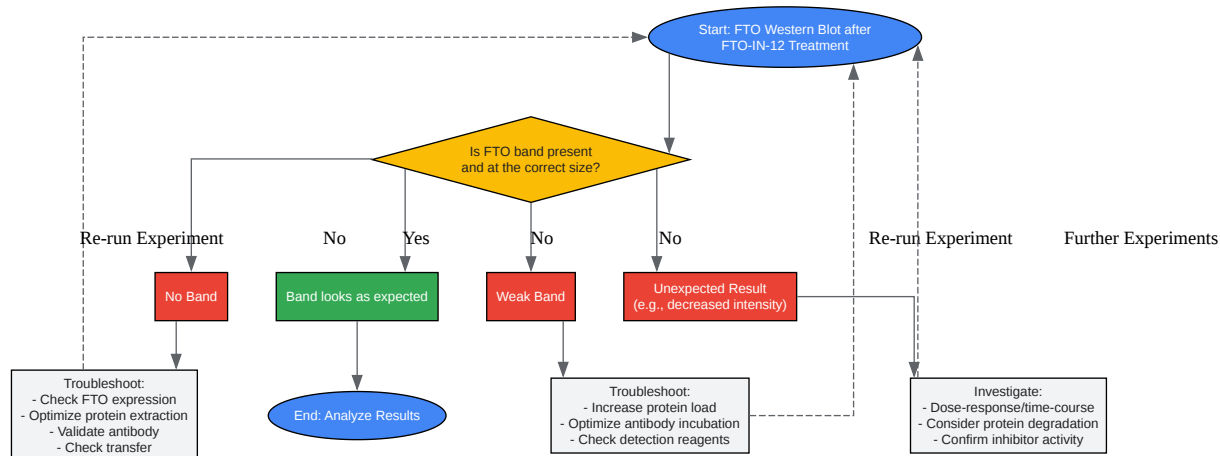 Start: FTO Western Blot after
FTO-IN-12 Treatment
Is FTO band present
and at the correct size?
Re-run Experiment
No
Yes
No
No
Re-run Experiment
Further Experiments
No Band
Band looks as expected
Weak Band
Unexpected Result
(e.g., decreased intensity)
Troubleshoot:
- Check FTO expression
- Optimize protein extraction
- Validate antibody
- Check transfer
End: Analyze Results
Troubleshoot:
- Increase protein load
- Optimize antibody incubation
- Check detection reagents
Investigate:
- Dose-response/time-course
- Consider protein degradation
- Confirm inhibitor activity